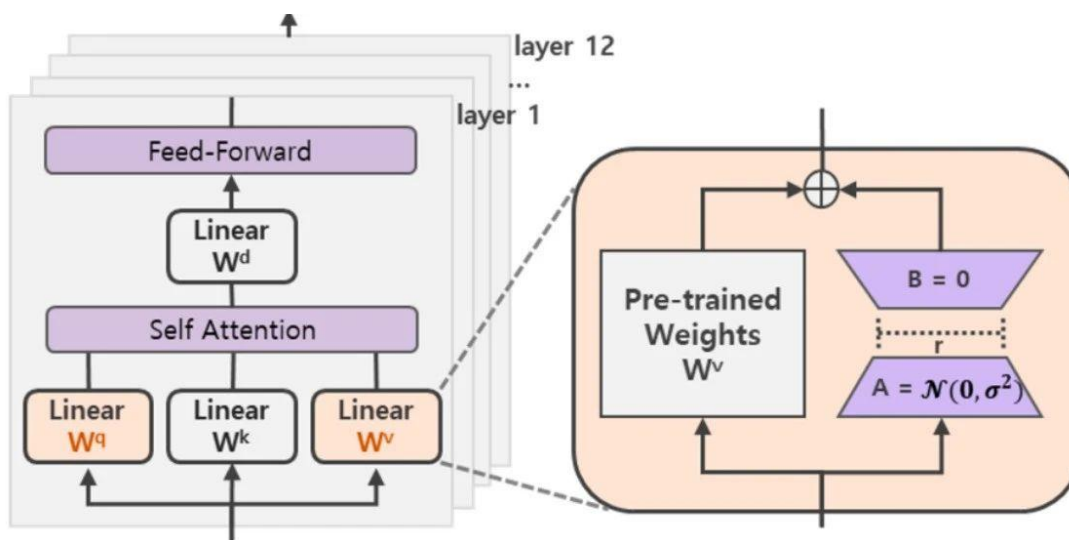 layer 12
...
layer 1
Feed-Forward
Linear
Wᵈ
Self Attention
Linear
W^q
Linear
Wᵏ
Linear
Wᵛ
Pre-trained
Weights
Wᵛ
B = 0
r
A = 𝒩(0, σ²)